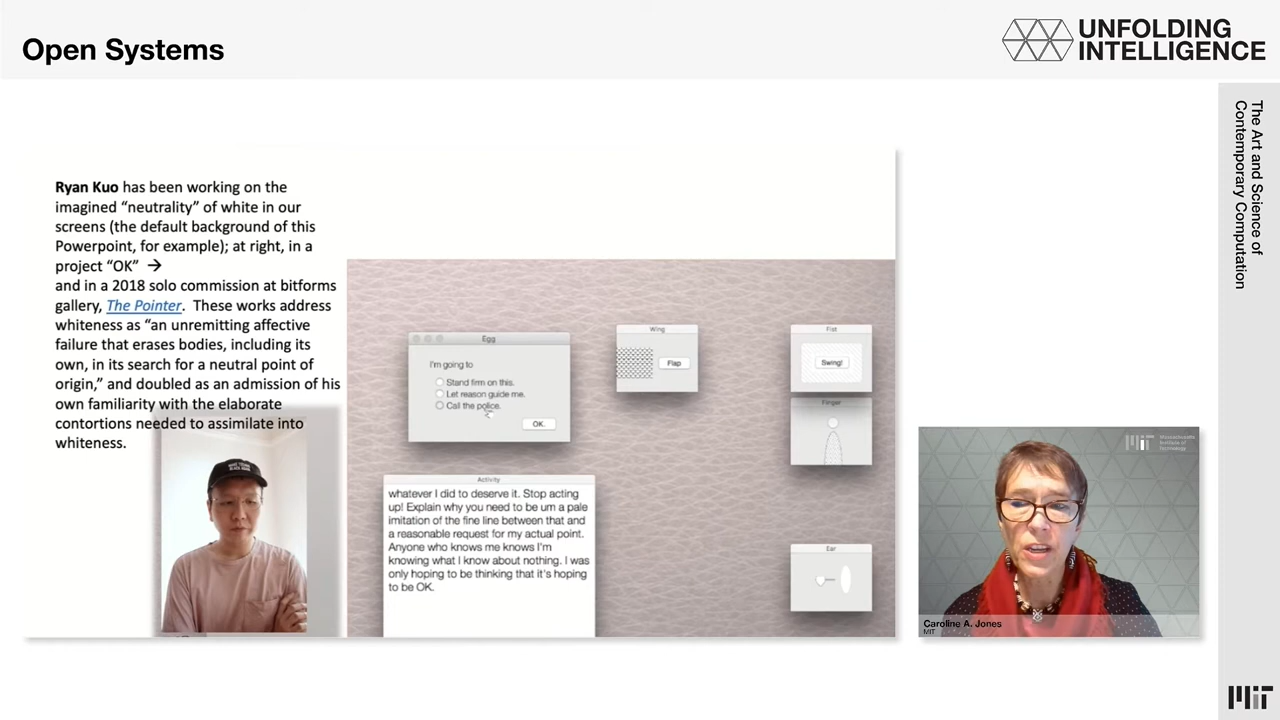 Open Systems
UNFOLDING
INTELLIGENCE
The Art and Science of
Contemporary Computation
Ryan Kuo has been working on the
imagined “neutrality” of white in our
screens (the default background of this
Powerpoint, for example); at right, in a
project “OK” →
and in a 2018 solo commission at bitforms
gallery, The Pointer. These works address
whiteness as “an unremitting affective
failure that erases bodies, including its
own, in its search for a neutral point of
origin,” and doubled as an admission of his
own familiarity with the elaborate
contortions needed to assimilate into
whiteness.
Egg
I'm going to
Stand firm on this.
Let reason guide me.
Call the police.
OK.
Wing
Flap
Fist
Swing!
Finger
Activity
whatever I did to deserve it. Stop acting
up! Explain why you need to be um a pale
imitation of the fine line between that and
a reasonable request for my actual point.
Anyone who knows me knows I'm
knowing what I know about nothing. I was
only hoping to be thinking that it's hoping
to be OK.
Ear
Massachusetts
Institute of
Technology
Caroline A. Jones
MIT
MIT